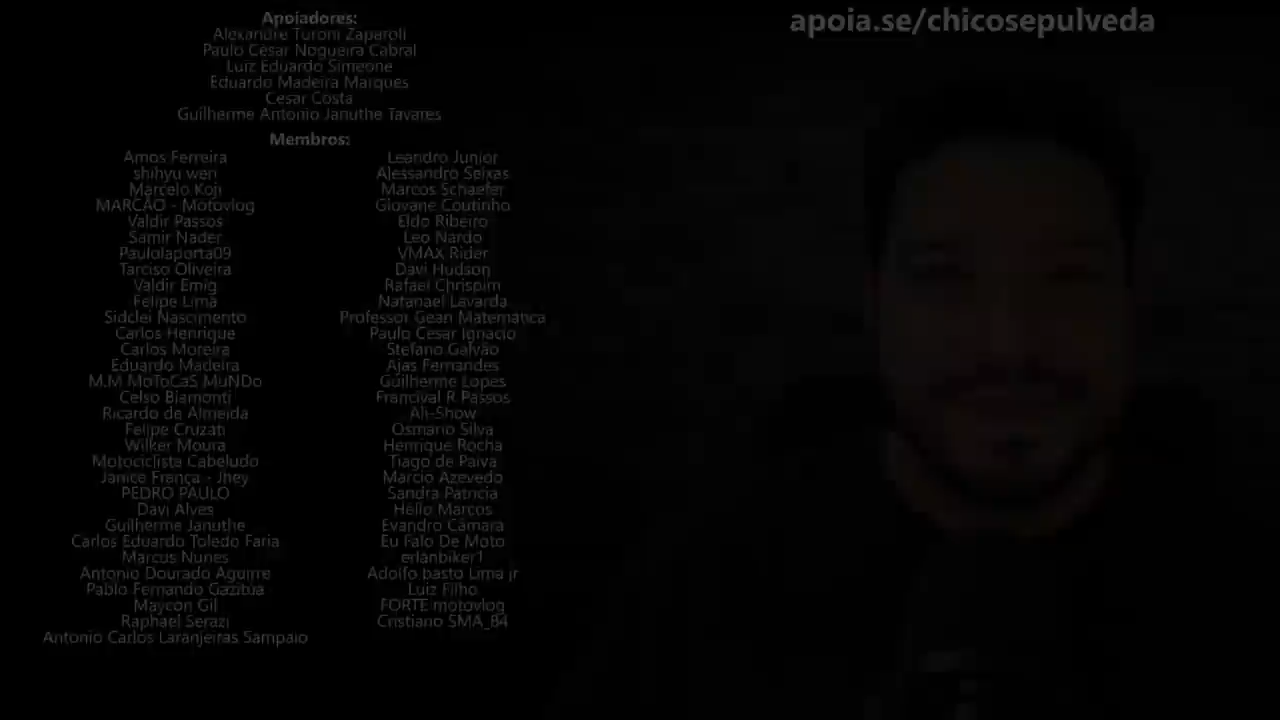 Apoiadores:
Alexandre Turoni Zaparoli
Paulo César Nogueira Cabral
Luiz Eduardo Simeone
Eduardo Madeira Marques
Cesar Costa
Guilherme Antonio Januthe Tavares
Membros:
Amos Ferreira
shihyu wen
Marcelo Koji
MARCÃO - Motovlog
Valdir Passos
Samir Nader
Paulolaporta09
Tarciso Oliveira
Valdir Emig
Felipe Lima
Sidclei Nascimento
Carlos Henrique
Carlos Moreira
Eduardo Madeira
M.M MoToCaS MuNDo
Celso Biamonti
Ricardo de Almeida
Felipe Cruzati
Wilker Moura
Motociclista Cabeludo
Janice França - Jhey
PEDRO PAULO
Davi Alves
Guilherme Januthe
Carlos Eduardo Toledo Faria
Marcus Nunes
Antonio Dourado Aguirre
Pablo Fernando Gazitúa
Maycon Gil
Raphael Serazi
Antonio Carlos Laranjeiras Sampaio
Leandro Junior
Alessandro Seixas
Marcos Schaefer
Giovane Coutinho
Eldo Ribeiro
Leo Nardo
VMAX Rider
Davi Hudson
Rafael Chrispim
Natanael Lavarda
Professor Gean Matemática
Paulo Cesar Ignacio
Stefano Galvão
Ajas Fernandes
Guilherme Lopes
Francival R Passos
Ali-Show
Osmario Silva
Henrique Rocha
Tiago de Paiva
Marcio Azevedo
Sandra Patricia
Hélio Marcos
Evandro Câmara
Eu Falo De Moto
erlanbiker1
Adolfo basto Lima jr
Luiz Filho
FORTE motovlog
Cristiano SMA_84
apoia.se/chicosepulveda